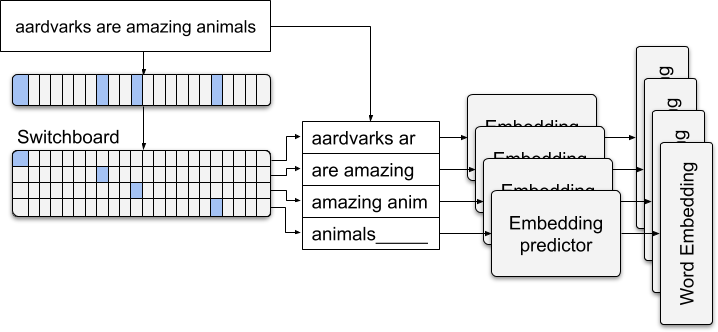 aardvarks are amazing animals
Switchboard
aardvarks ar
are amazing
amazing anim
animals______
Embedding
Embedding
Embedding
Embedding
predictor
Word Embedding